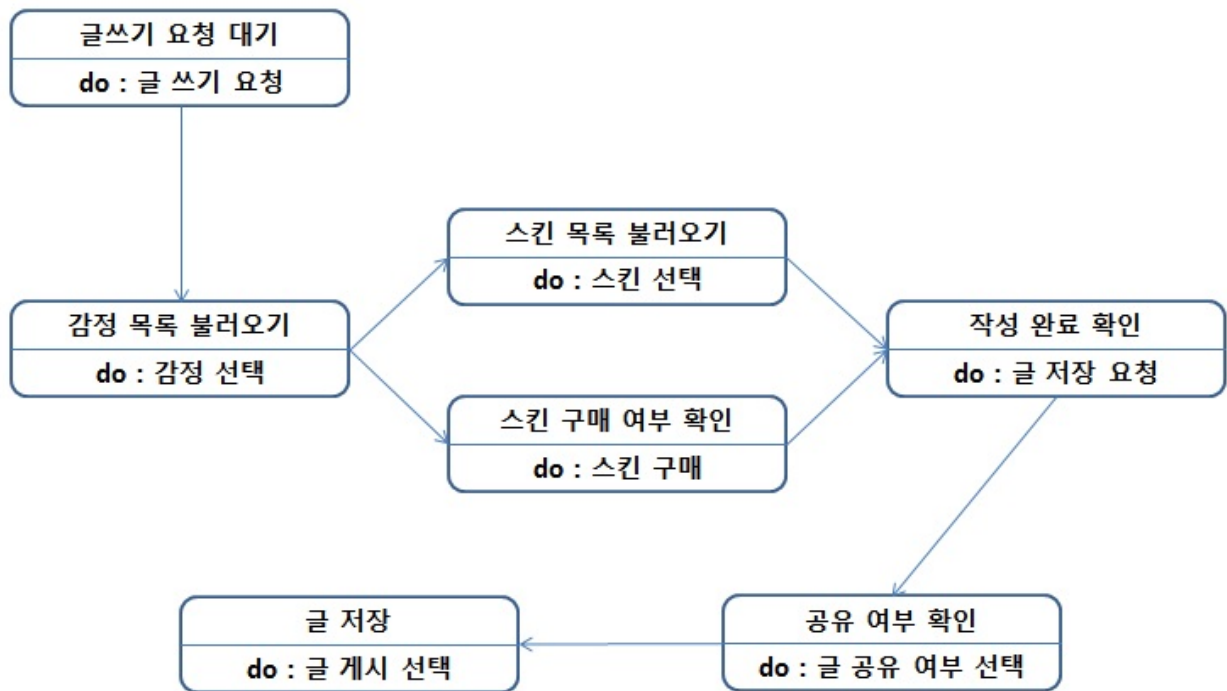 글쓰기 요청 대기
do : 글 쓰기 요청
스킨 목록 불러오기
do : 스킨 선택
감정 목록 불러오기
do : 감정 선택
작성 완료 확인
do : 글 저장 요청
스킨 구매 여부 확인
do : 스킨 구매
글 저장
do : 글 게시 선택
공유 여부 확인
do : 글 공유 여부 선택